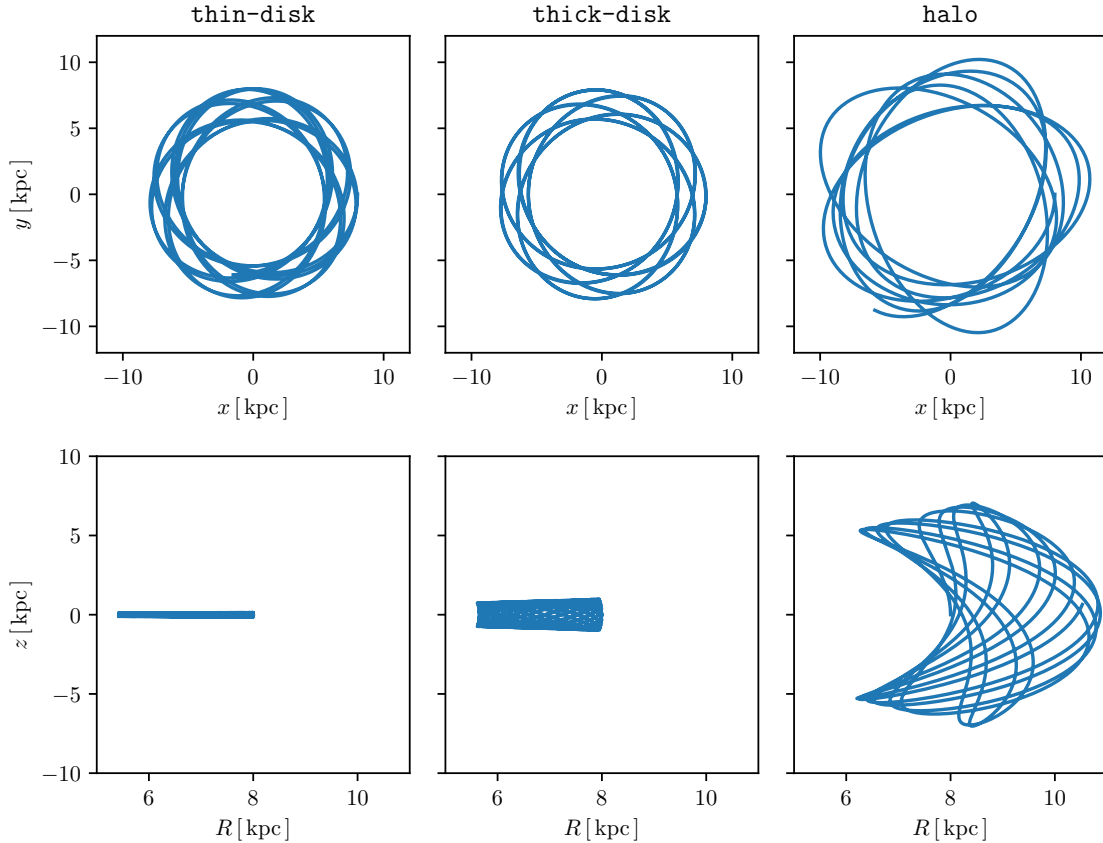 thin-disk thick-disk halo
10
5
0
−5
−10
y [ kpc ]
−10 0 10 −10 0 10 −10 0 10
x [ kpc ] x [ kpc ] x [ kpc ]
10
5
0
−5
−10
z [ kpc ]
6 8 10 6 8 10 6 8 10
R [ kpc ] R [ kpc ] R [ kpc ]